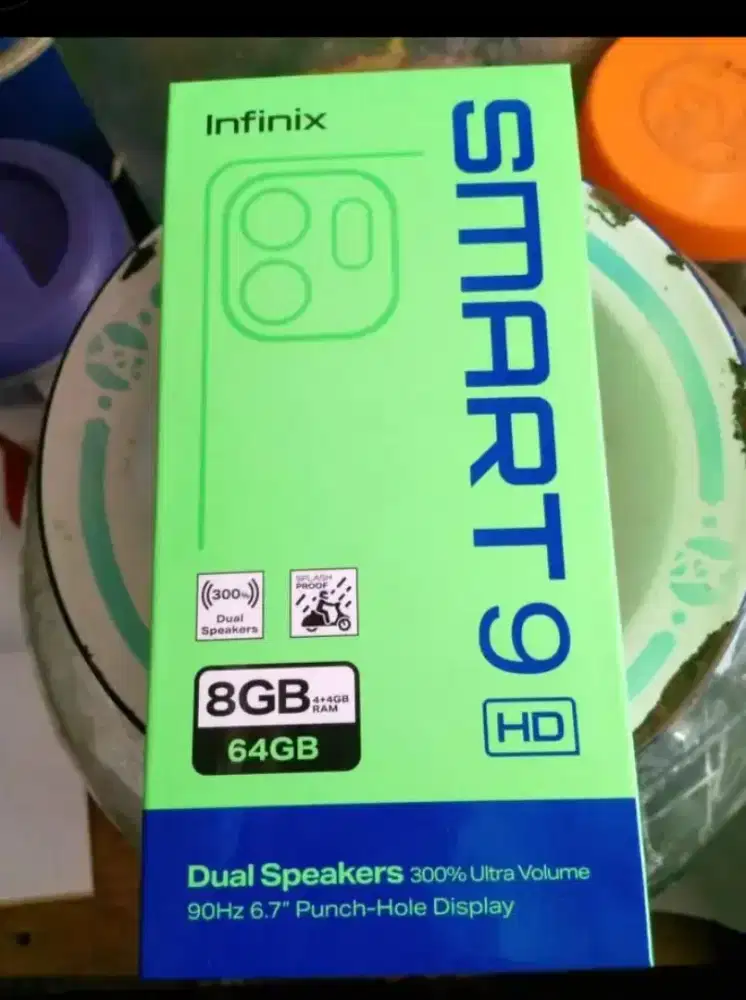 Infinix
SMART 9
HD
300%
Dual
Speakers
SPLASH
PROOF
8GB 4+4GB
RAM
64GB
Dual Speakers 300% Ultra Volume
90Hz 6.7" Punch-Hole Display